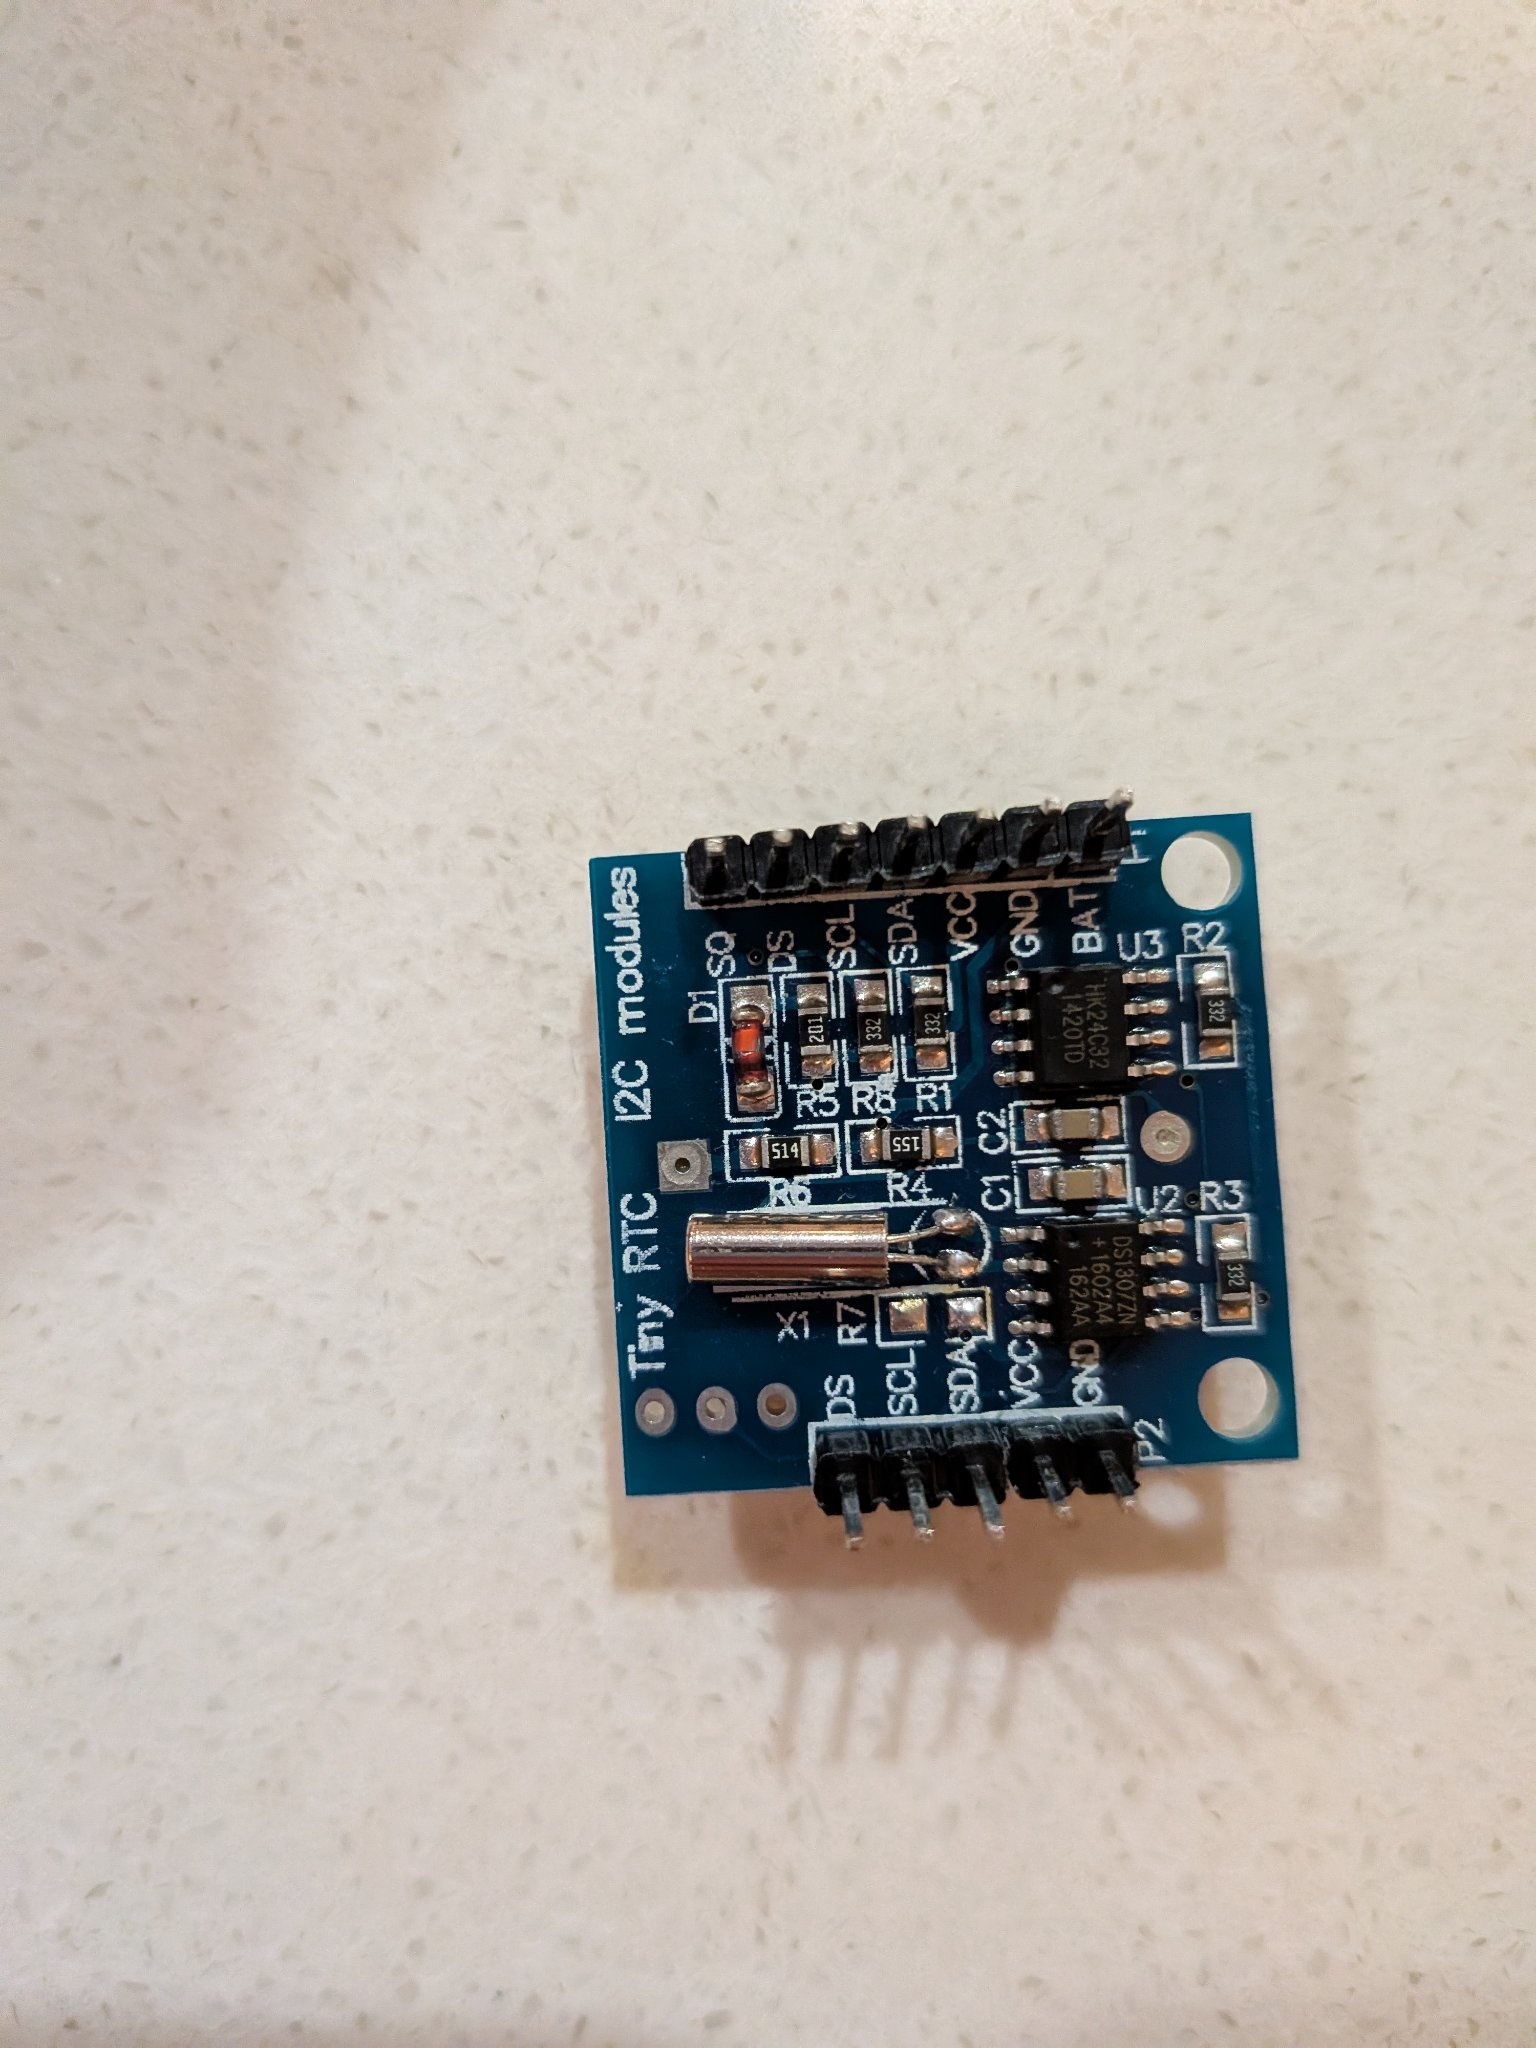 Tiny RTC I2C modules
SQ
DS
SCL
SDA
VCC
GND
BAT
P1
D1
U3
R2
201
332
332
HK24C32
1420TD
332
R5
R8
R1
C2
514
155
R6
R4
C1
U2
R3
DS1307ZN
+1602A4
162AA
332
X1
R7
DS
SCL
SDA
VCC
GND
P2